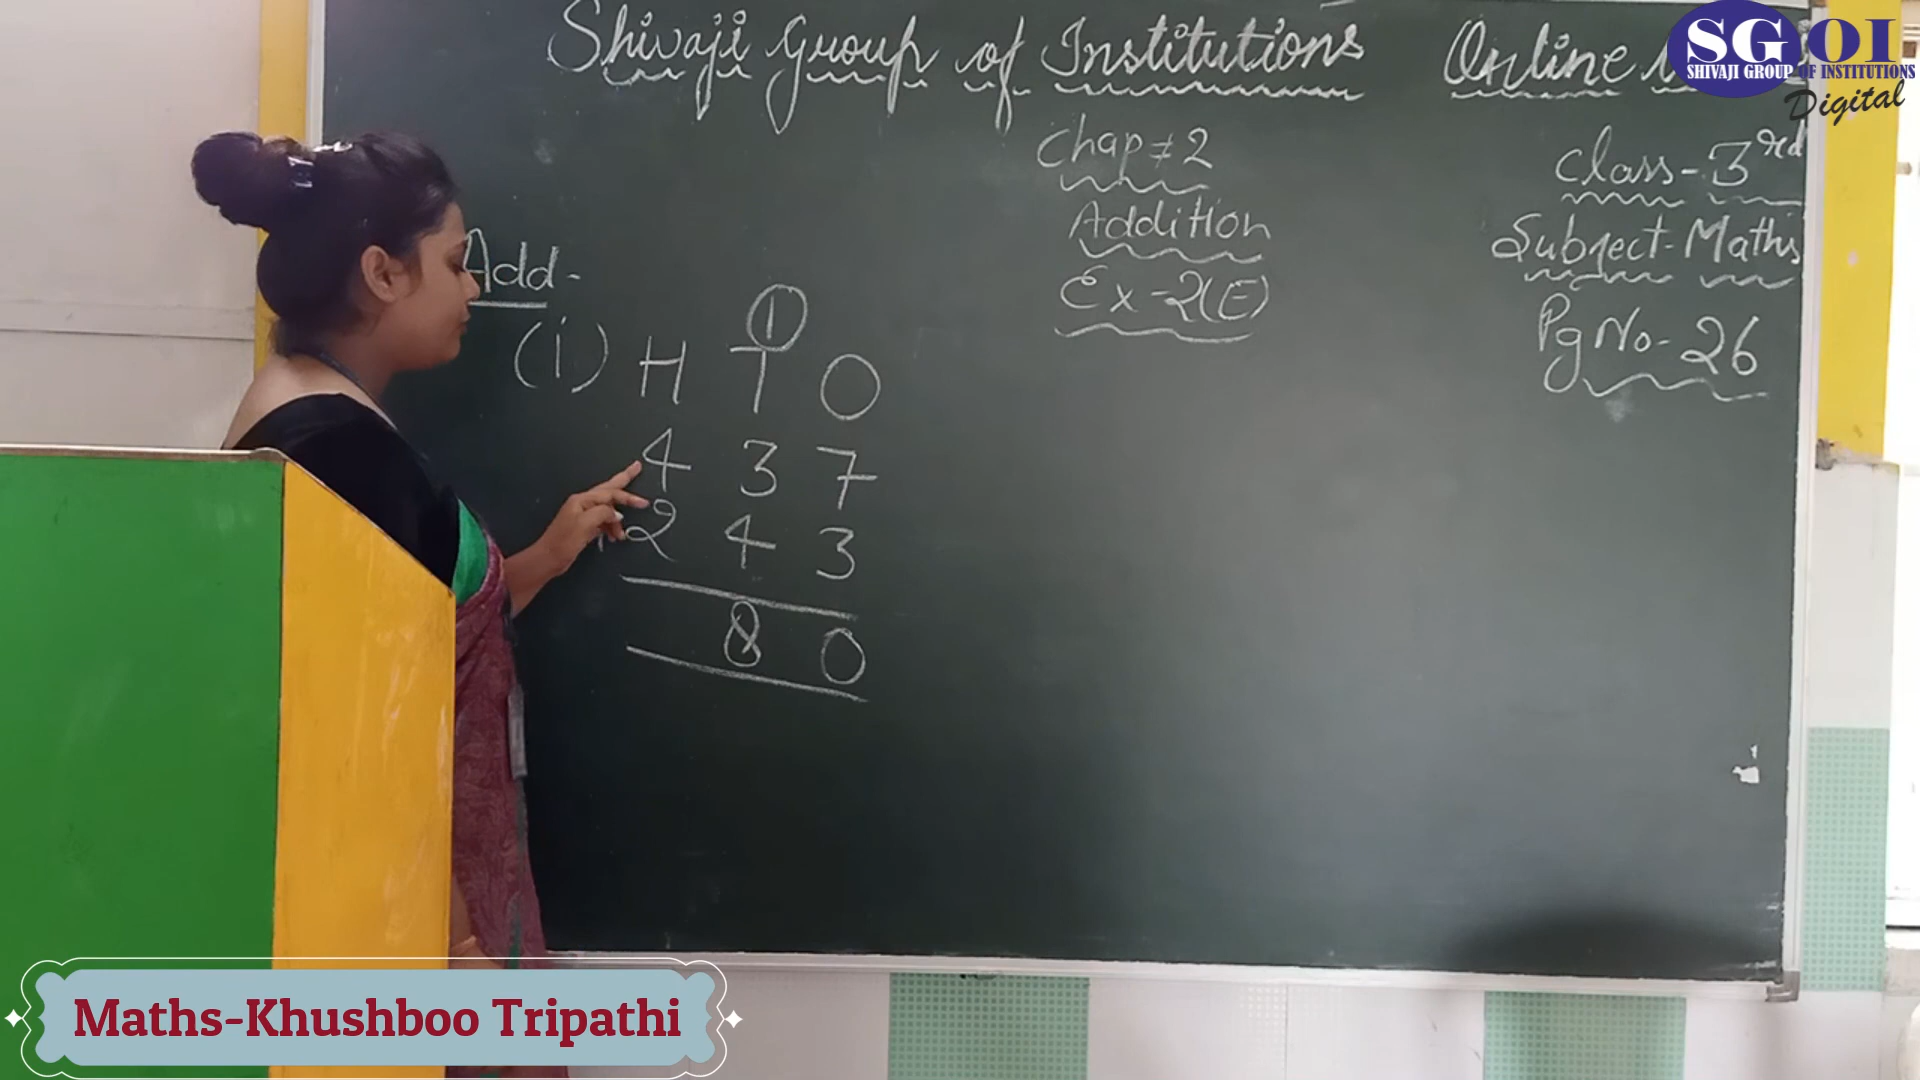 Shivaji Group of Institutions Online
SGOI
SHIVAJI GROUP OF INSTITUTIONS
Digital
Chap # 2
Addition
Ex-2(E)
Class-3rd
Subject-Maths
Pg No-26
Add-
1
(i) H T O
4 3 7
2 4 3
8 0
Maths-Khushboo Tripathi